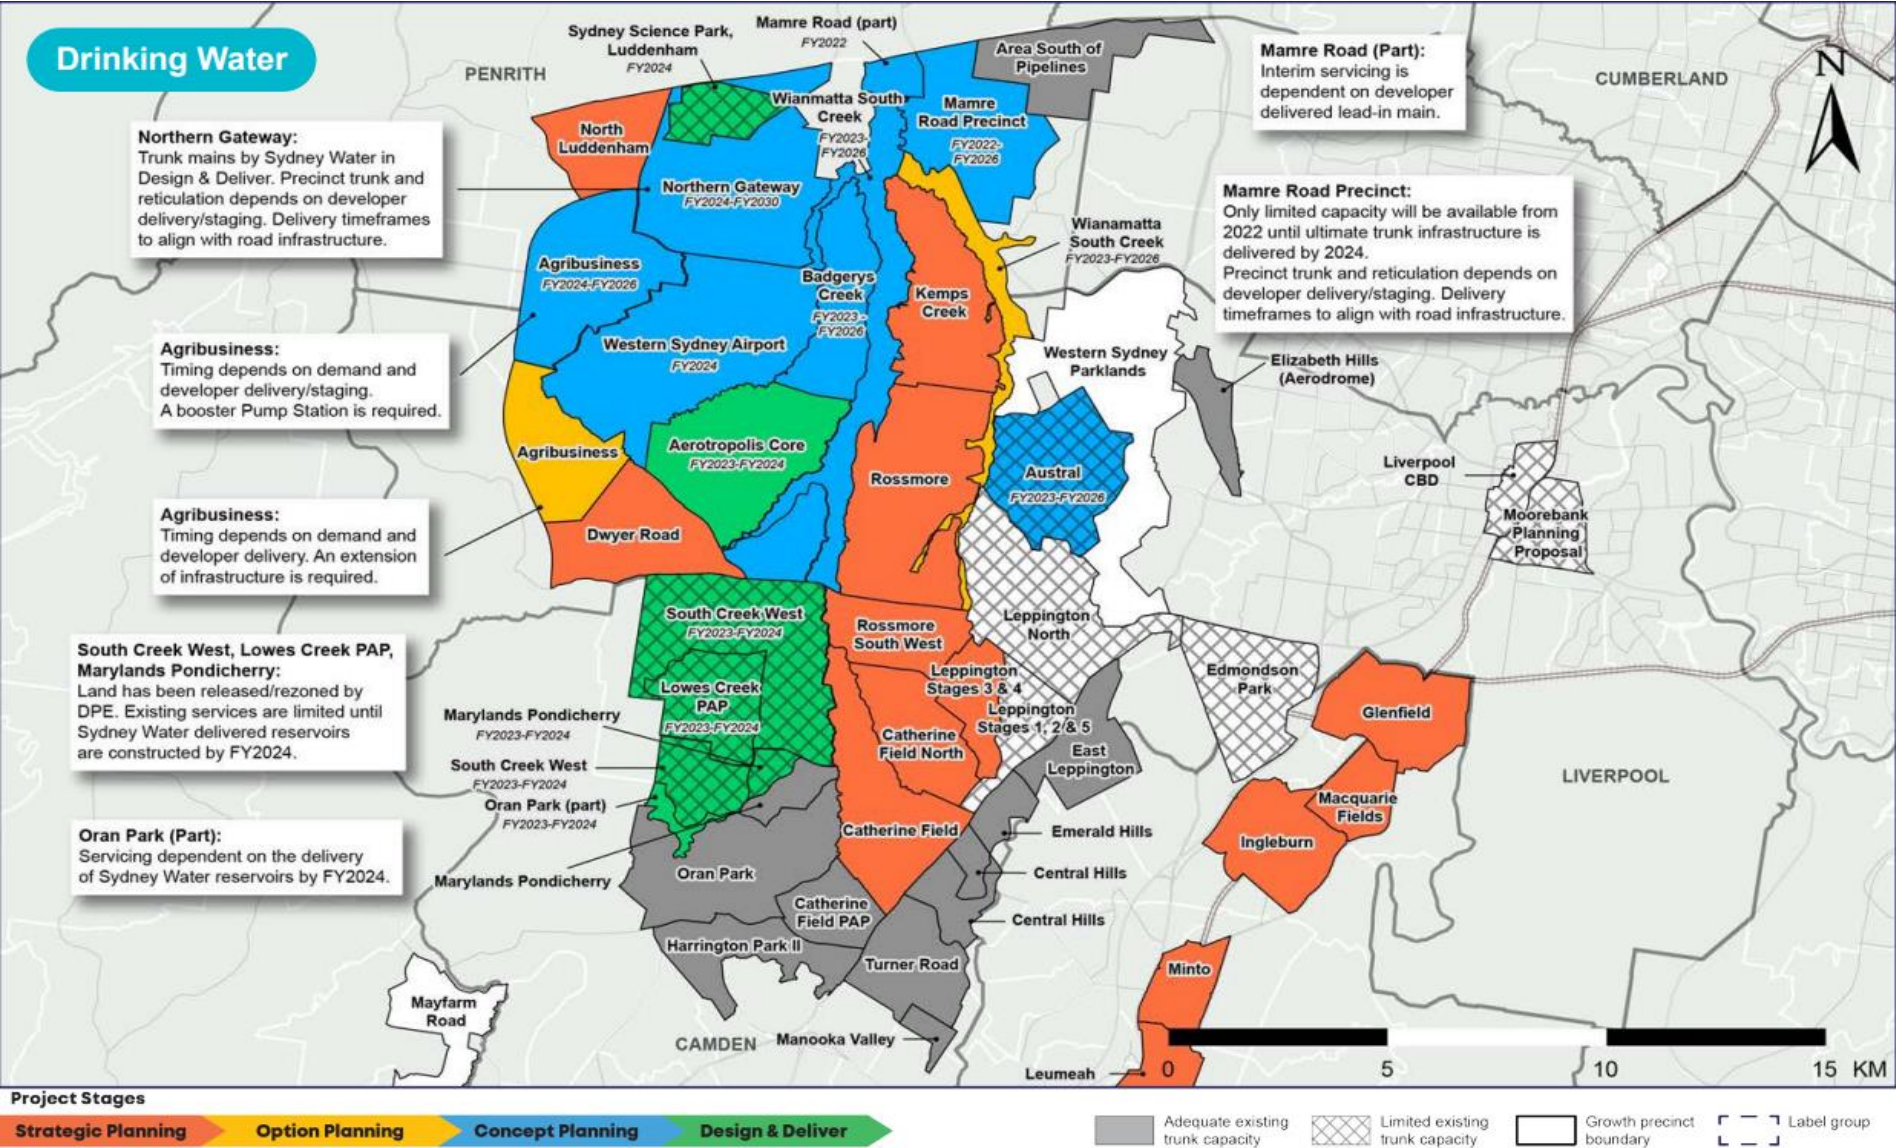 Drinking Water
PENRITH
Sydney Science Park,
Luddenham
FY2024
Mamre Road (part)
FY2022
Area South of
Pipelines
Mamre Road (Part):
Interim servicing is
dependent on developer
delivered lead-in main.
CUMBERLAND
N
Northern Gateway:
Trunk mains by Sydney Water in
Design & Deliver. Precinct trunk and
reticulation depends on developer
delivery/staging. Delivery timeframes
to align with road infrastructure.
North
Luddenham
Wianmatta South
Creek
FY2023-
FY2026
Mamre
Road Precinct
FY2022-
FY2026
Northern Gateway
FY2024-FY2030
Mamre Road Precinct:
Only limited capacity will be available from
2022 until ultimate trunk infrastructure is
delivered by 2024.
Precinct trunk and reticulation depends on
developer delivery/staging. Delivery
timeframes to align with road infrastructure.
Wianamatta
South Creek
FY2023-FY2026
Agribusiness
FY2024-FY2026
Badgerys
Creek
FY2023-
FY2026
Kemps
Creek
Agribusiness:
Timing depends on demand and
developer delivery/staging.
A booster Pump Station is required.
Western Sydney Airport
FY2024
Western Sydney
Parklands
Elizabeth Hills
(Aerodrome)
Agribusiness
Aerotropolis Core
FY2023-FY2024
Rossmore
Austral
FY2023-FY2026
Liverpool
CBD
Moorebank
Planning
Proposal
Agribusiness:
Timing depends on demand and
developer delivery. An extension
of infrastructure is required.
Dwyer Road
South Creek West
FY2023-FY2024
Rossmore
South West
Leppington
North
South Creek West, Lowes Creek PAP,
Marylands Pondicherry:
Land has been released/rezoned by
DPE. Existing services are limited until
Sydney Water delivered reservoirs
are constructed by FY2024.
Lowes Creek
PAP
FY2023-FY2024
Leppington
Stages 3 & 4
Leppington
Stages 1, 2 & 5
Edmondson
Park
Glenfield
Marylands Pondicherry
FY2023-FY2024
Catherine
Field North
East
Leppington
South Creek West
FY2023-FY2024
LIVERPOOL
Oran Park (part)
FY2023-FY2024
Macquarie
Fields
Oran Park (Part):
Servicing dependent on the delivery
of Sydney Water reservoirs by FY2024.
Catherine Field
Emerald Hills
Ingleburn
Marylands Pondicherry
Oran Park
Central Hills
Catherine
Field PAP
Central Hills
Harrington Park II
Turner Road
Minto
Mayfarm
Road
CAMDEN
Manooka Valley
Leumeah
0
5
10
15 KM
Project Stages
Strategic Planning
Option Planning
Concept Planning
Design & Deliver
Adequate existing
trunk capacity
Limited existing
trunk capacity
Growth precinct
boundary
Label group